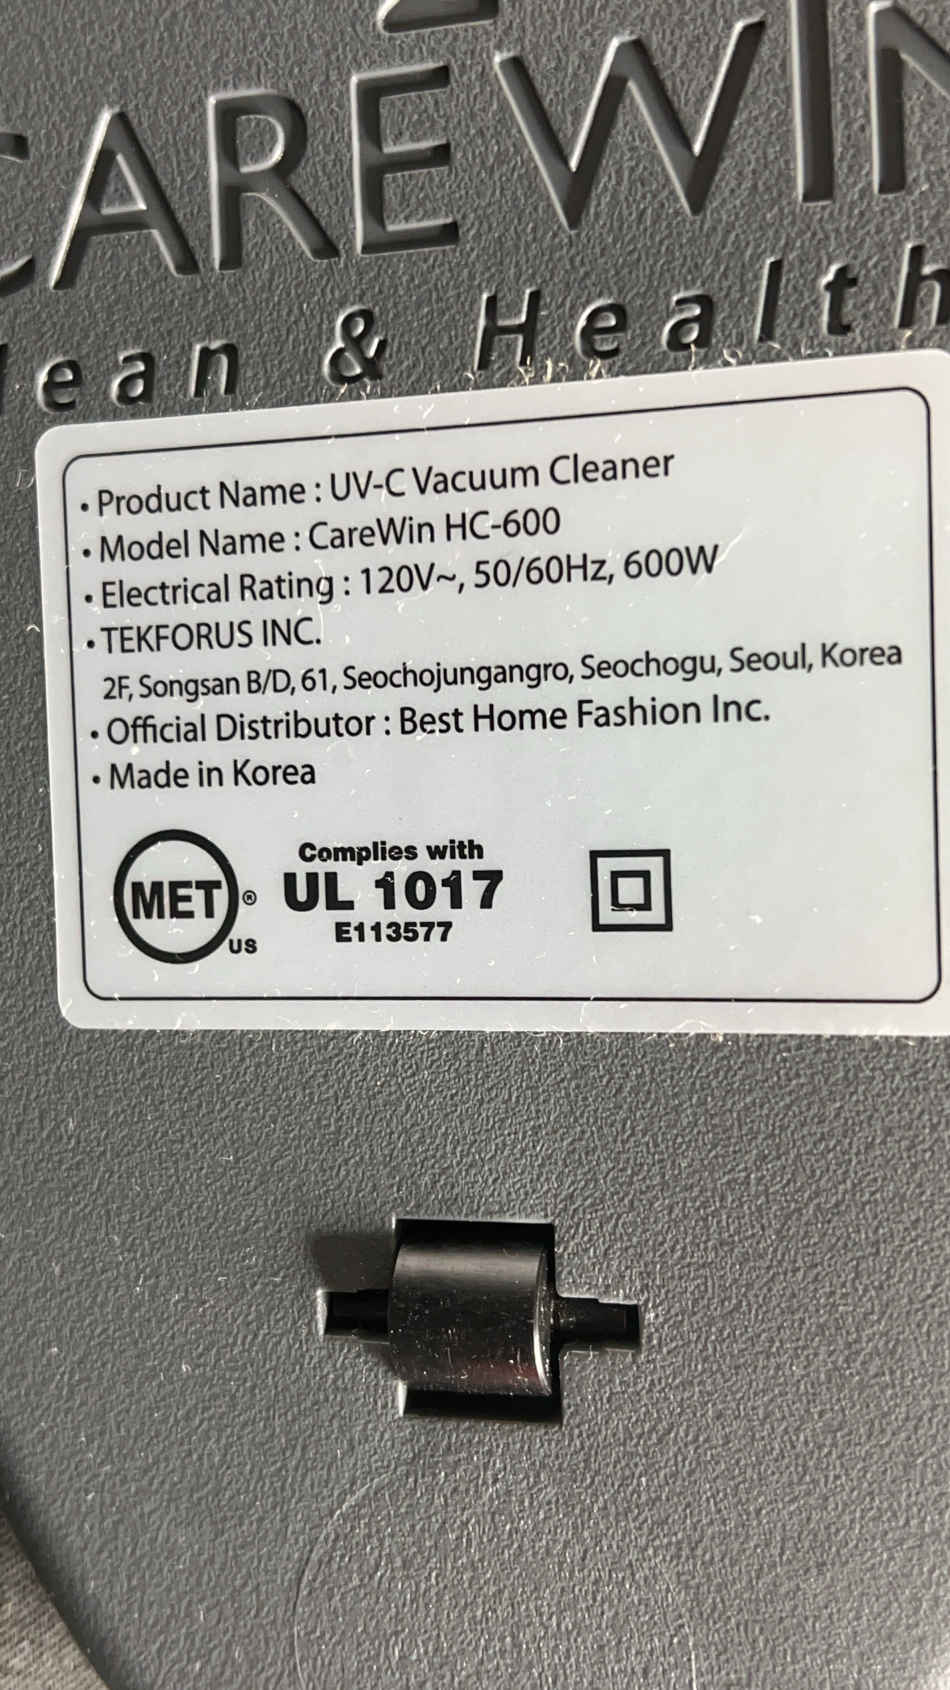 CAREWIN
lean & Health
• Product Name : UV-C Vacuum Cleaner
• Model Name : CareWin HC-600
• Electrical Rating : 120V~, 50/60Hz, 600W
• TEKFORUS INC.
2F, Songsan B/D, 61, Seochojungangro, Seochogu, Seoul, Korea
• Official Distributor : Best Home Fashion Inc.
• Made in Korea
MET ® US
Complies with
UL 1017
E113577